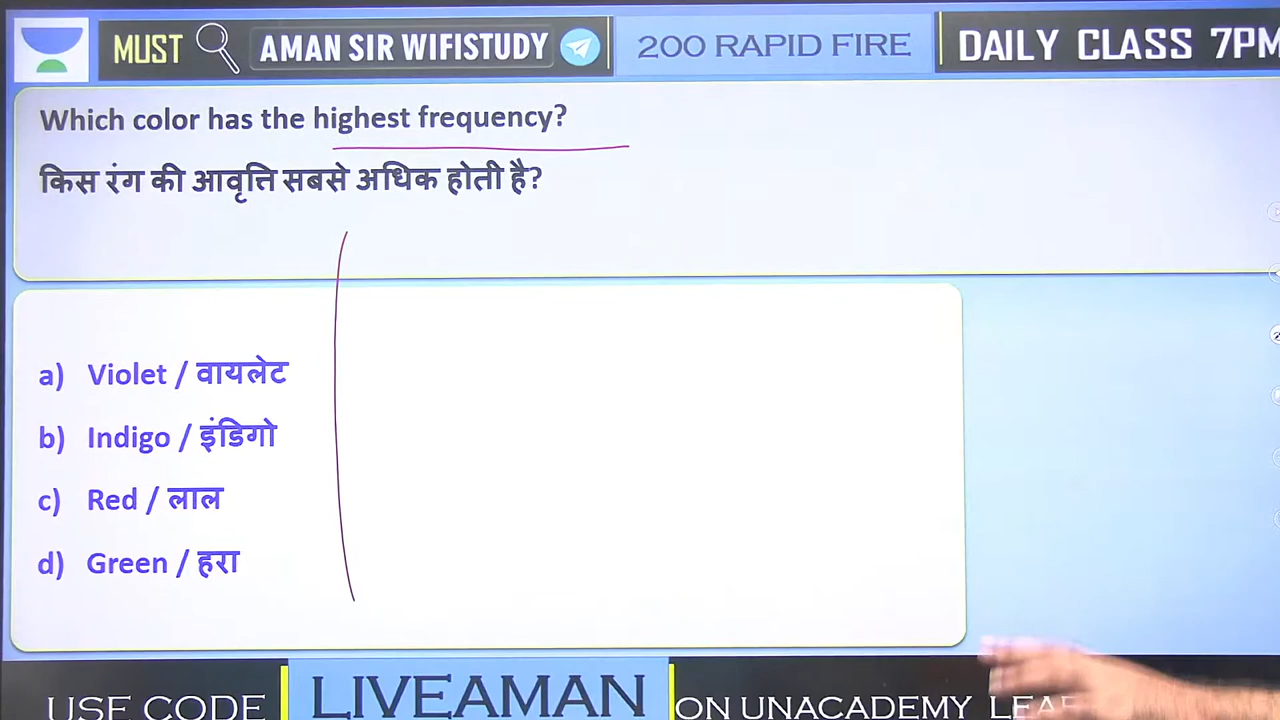 MUST AMAN SIR WIFISTUDY 200 RAPID FIRE DAILY CLASS 7PM
Which color has the highest frequency?
किस रंग की आवृत्ति सबसे अधिक होती है?
a) Violet / वायलेट
b) Indigo / इंडिगो
c) Red / लाल
d) Green / हरा
USE CODE LIVEAMAN ON UNACADEMY